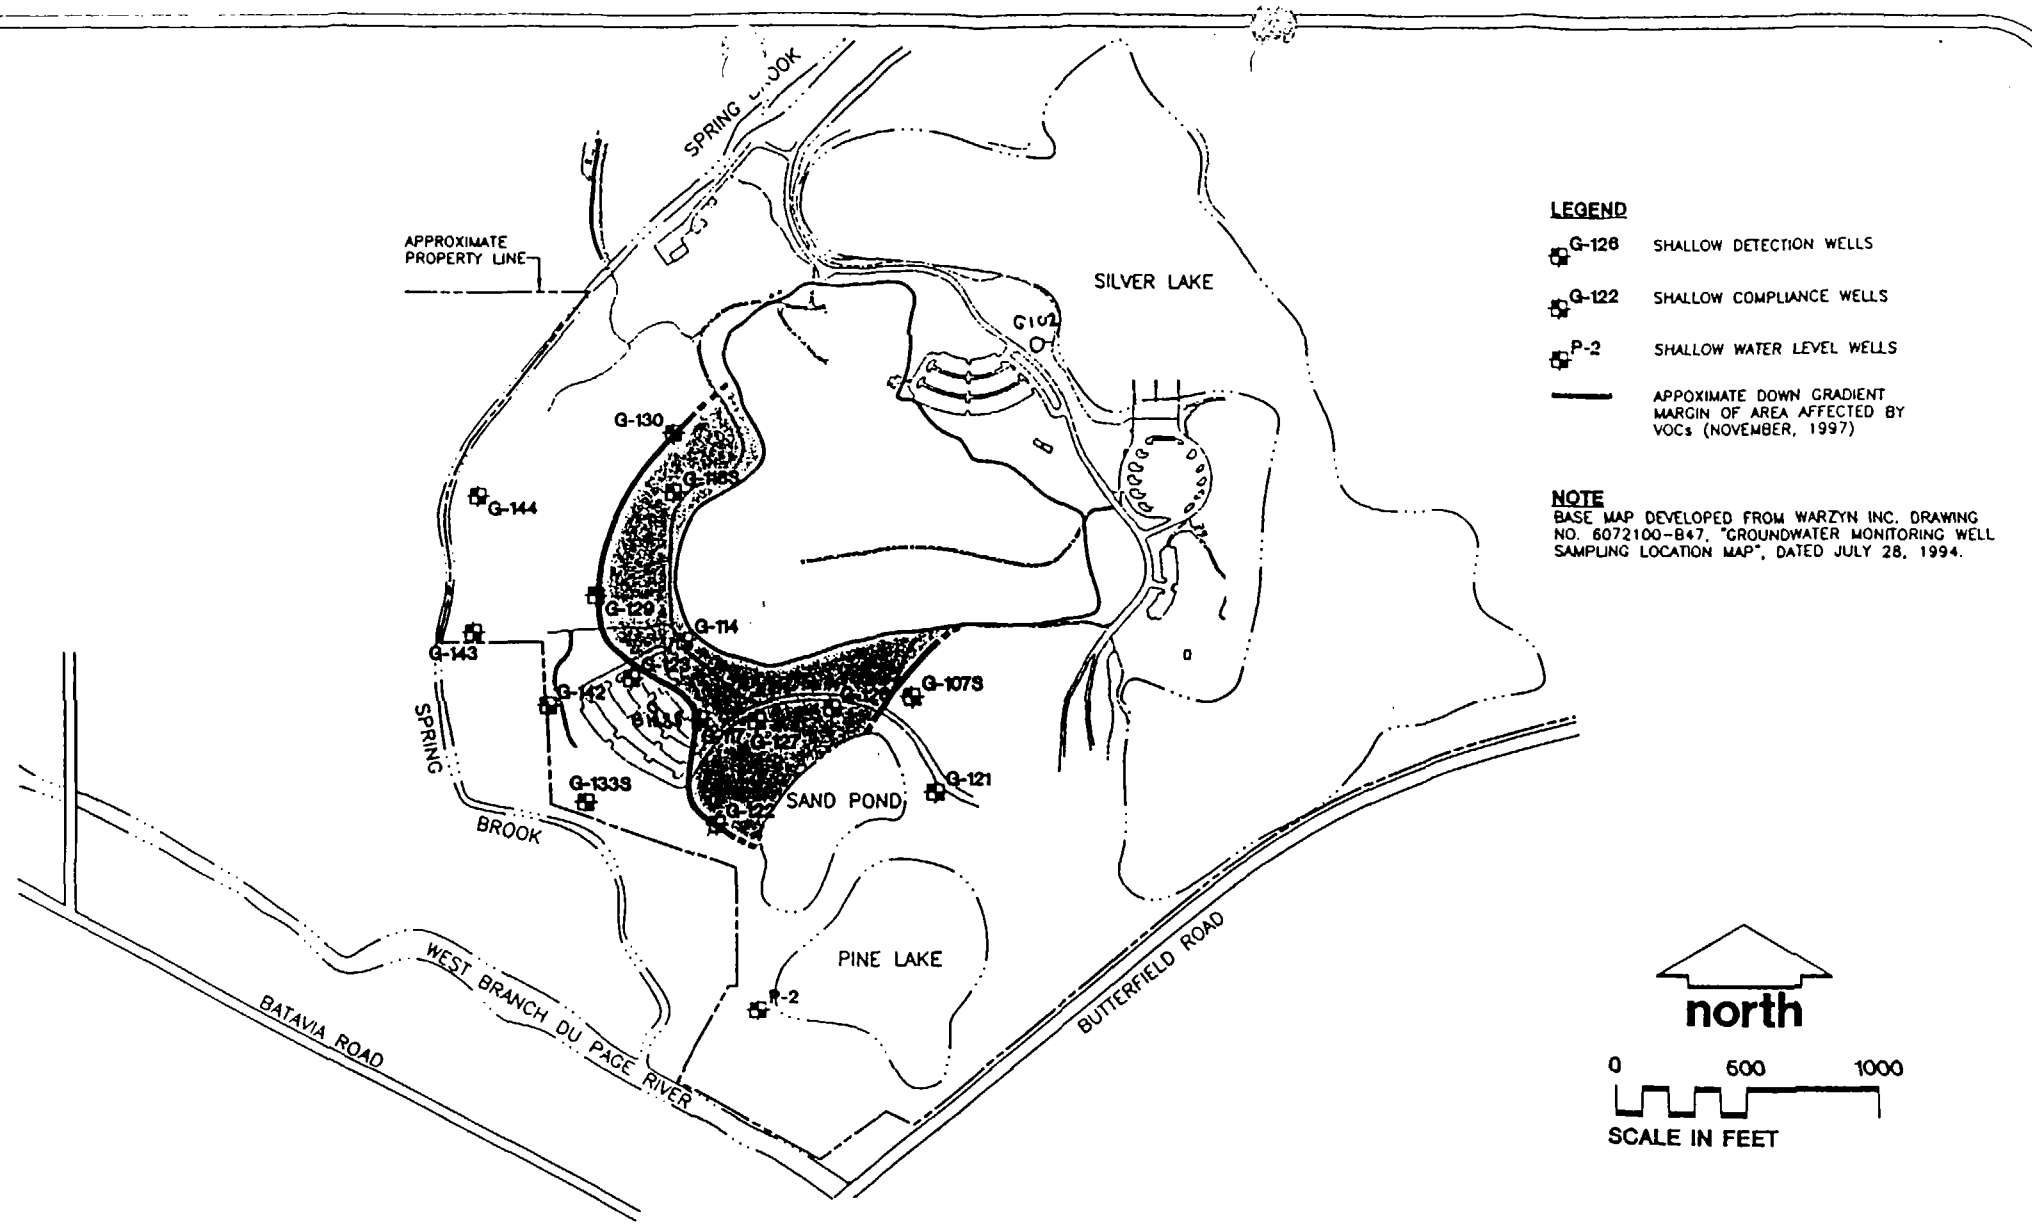 SPRING
APPROXIMATE
PROPERTY LINE
SILVER LAKE
G102
G-130
G-118S
G-144
G-129
G-114
G-143
G-123
G-107S
G-142
G-117
G-127
G-133S
G-122
SAND POND
G-121
SPRING
BROOK
PINE LAKE
P-2
WEST BRANCH DU PAGE RIVER
BATAVIA ROAD
BUTTERFIELD ROAD
LEGEND
G-126 SHALLOW DETECTION WELLS
G-122 SHALLOW COMPLIANCE WELLS
P-2 SHALLOW WATER LEVEL WELLS
APPOXIMATE DOWN GRADIENT
MARGIN OF AREA AFFECTED BY
VOCs (NOVEMBER, 1997)
NOTE
BASE MAP DEVELOPED FROM WARZYN INC. DRAWING
NO. 6072100-B47, "GROUNDWATER MONITORING WELL
SAMPLING LOCATION MAP", DATED JULY 28, 1994.
north
0 500 1000
SCALE IN FEET